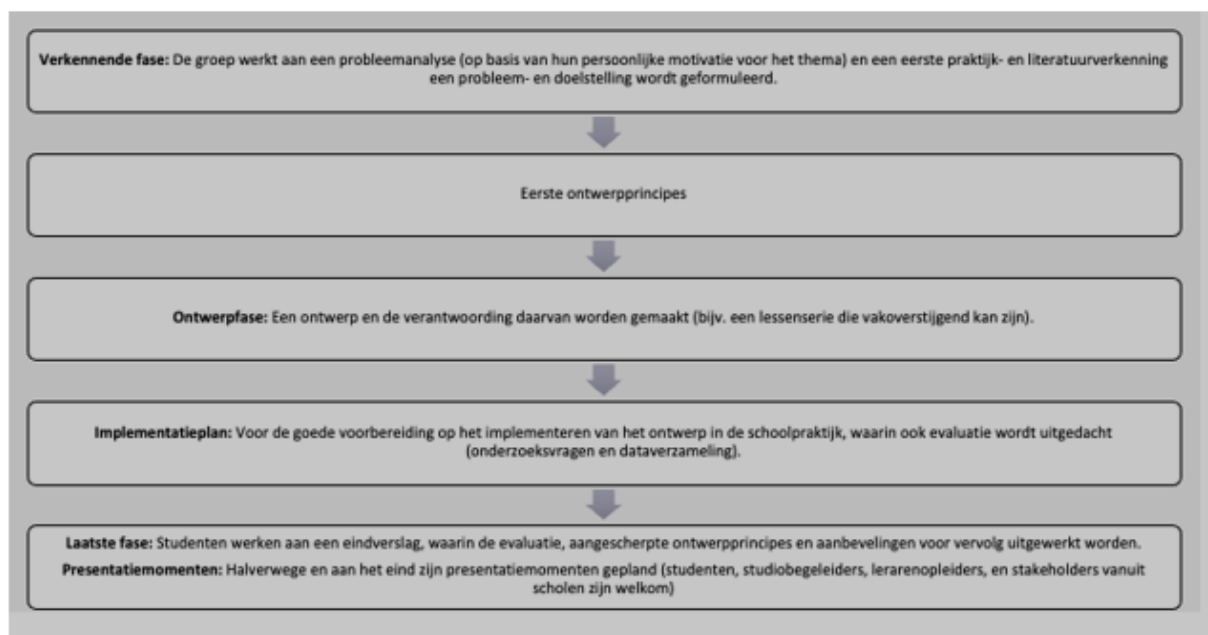 Verkennende fase: De groep werkt aan een probleemanalyse (op basis van hun persoonlijke motivatie voor het thema) en een eerste praktijk- en literatuurverkenning
een probleem- en doelstelling wordt geformuleerd.
Eerste ontwerpprincipes
Ontwerpfase: Een ontwerp en de verantwoording daarvan worden gemaakt (bijv. een lessenserie die vakoverstijgend kan zijn).
Implementatieplan: Voor de goede voorbereiding op het implementeren van het ontwerp in de schoolpraktijk, waarin ook evaluatie wordt uitgedacht
(onderzoeksvragen en dataverzameling).
Laatste fase: Studenten werken aan een eindverslag, waarin de evaluatie, aangescherpte ontwerpprincipes en aanbevelingen voor vervolg uitgewerkt worden.
Presentatiemomenten: Halverwege en aan het eind zijn presentatiemomenten gepland (studenten, studiobegeleiders, lerarenopleiders, en stakeholders vanuit
scholen zijn welkom)